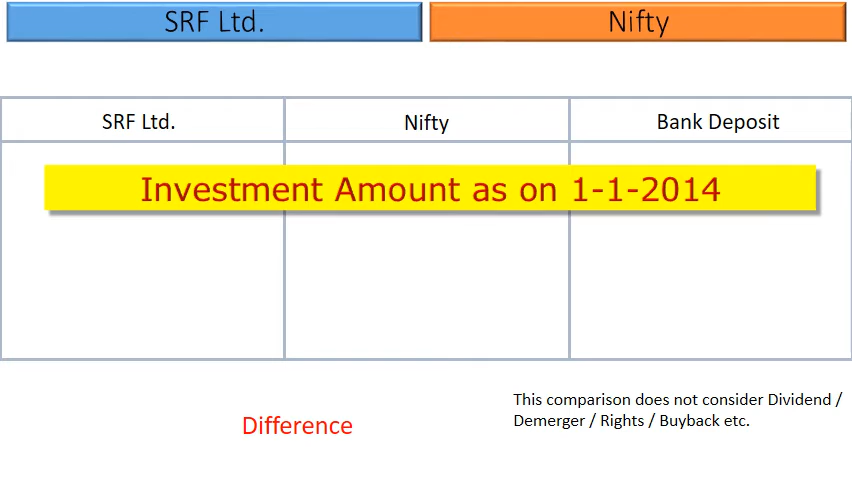 SRF Ltd.
Nifty
SRF Ltd.
Nifty
Bank Deposit
Investment Amount as on 1-1-2014
This comparison does not consider Dividend /
Demerger / Rights / Buyback etc.
Difference